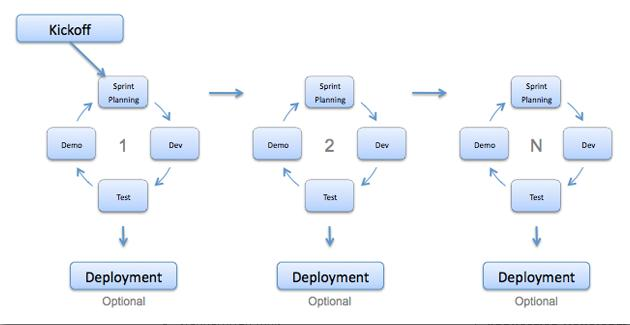 Kickoff
Sprint
Planning
Demo
1
Dev
Test
Deployment
Optional
Sprint
Planning
Demo
2
Dev
Test
Deployment
Optional
Sprint
Planning
Demo
N
Dev
Test
Deployment
Optional